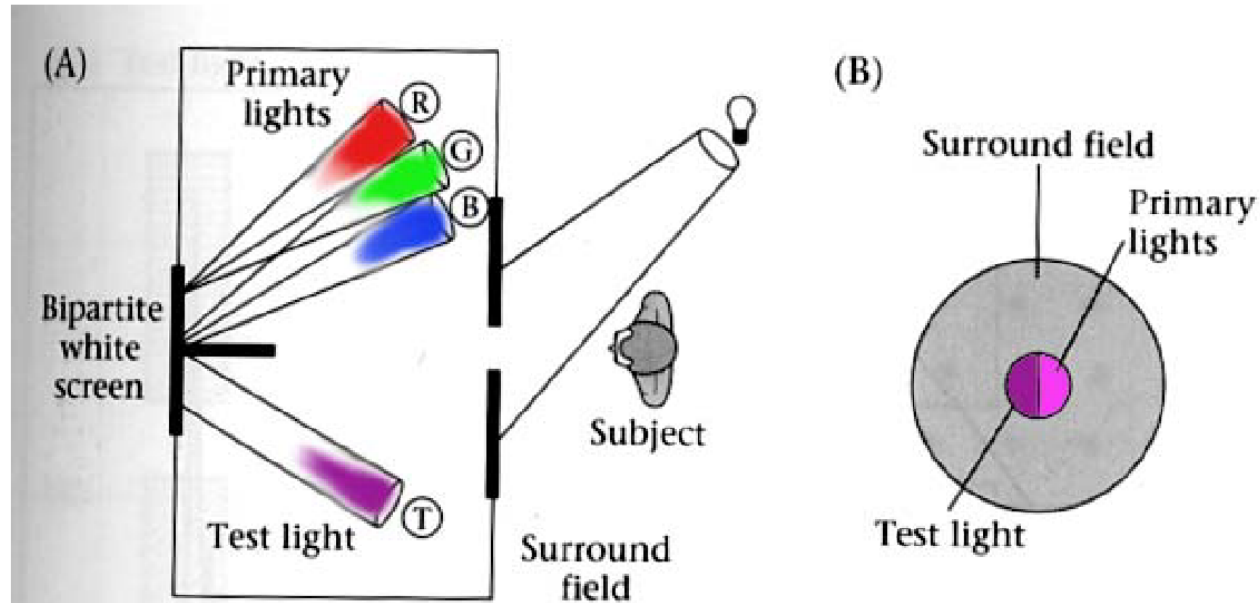 (A)
Primary
lights
R
G
B
Bipartite
white
screen
Subject
Test light
T
Surround
field
(B)
Surround field
Primary
lights
Test light